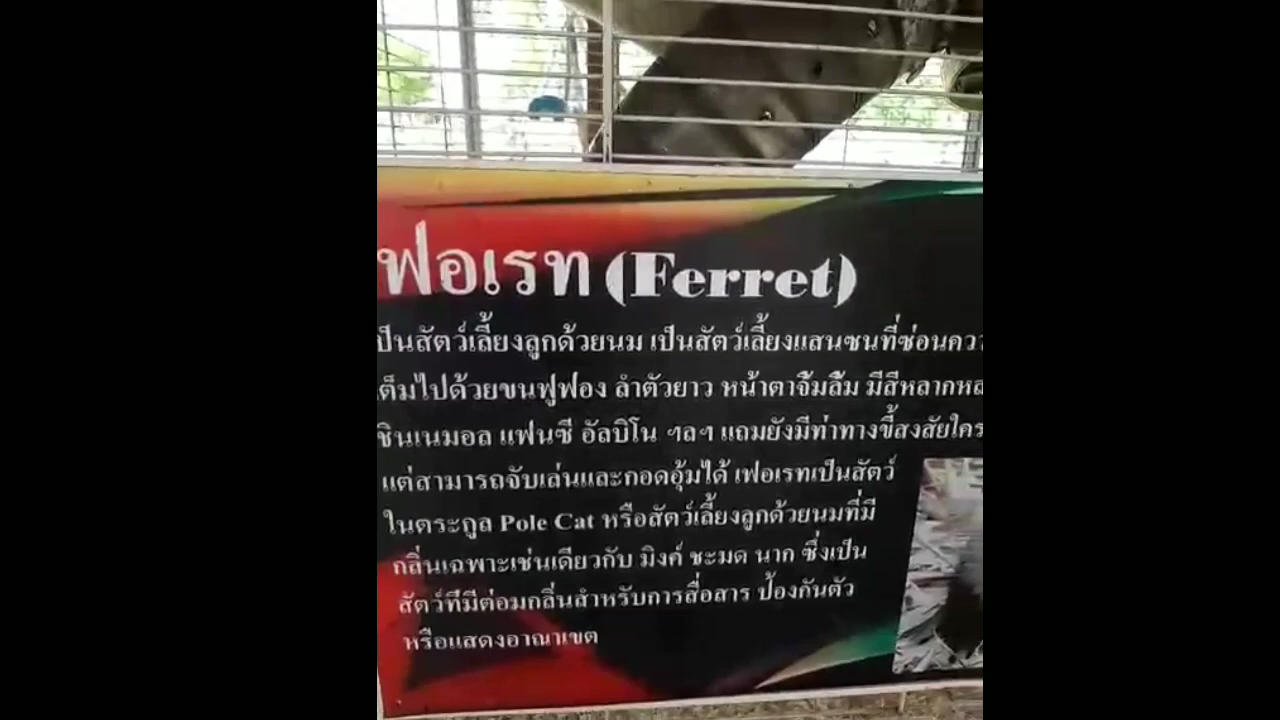 ฟอเรท (Ferret)
ป็นสัตว์เลี้ยงลูกด้วยนม เป็นสัตว์เลี้ยงแสนซนที่ซ่อนควา
ต็มไปด้วยขนฟูฟอง ลำตัวยาว หน้าตาจิ้มลิ้ม มีสีหลากหล
ชินเนมอล แฟนซี อัลบิโน ฯลฯ แถมยังมีท่าทางขี้สงสัยใคร
แต่สามารถจับเล่นและกอดอุ้มได้ เฟอเรทเป็นสัตว์
ในตระกูล Pole Cat หรือสัตว์เลี้ยงลูกด้วยนมที่มี
กลิ่นเฉพาะเช่นเดียวกับ มิงค์ ชะมด นาก ซึ่งเป็น
สัตว์ที่มีต่อมกลิ่นสำหรับการสื่อสาร ป้องกันตัว
หรือแสดงอาณาเขต